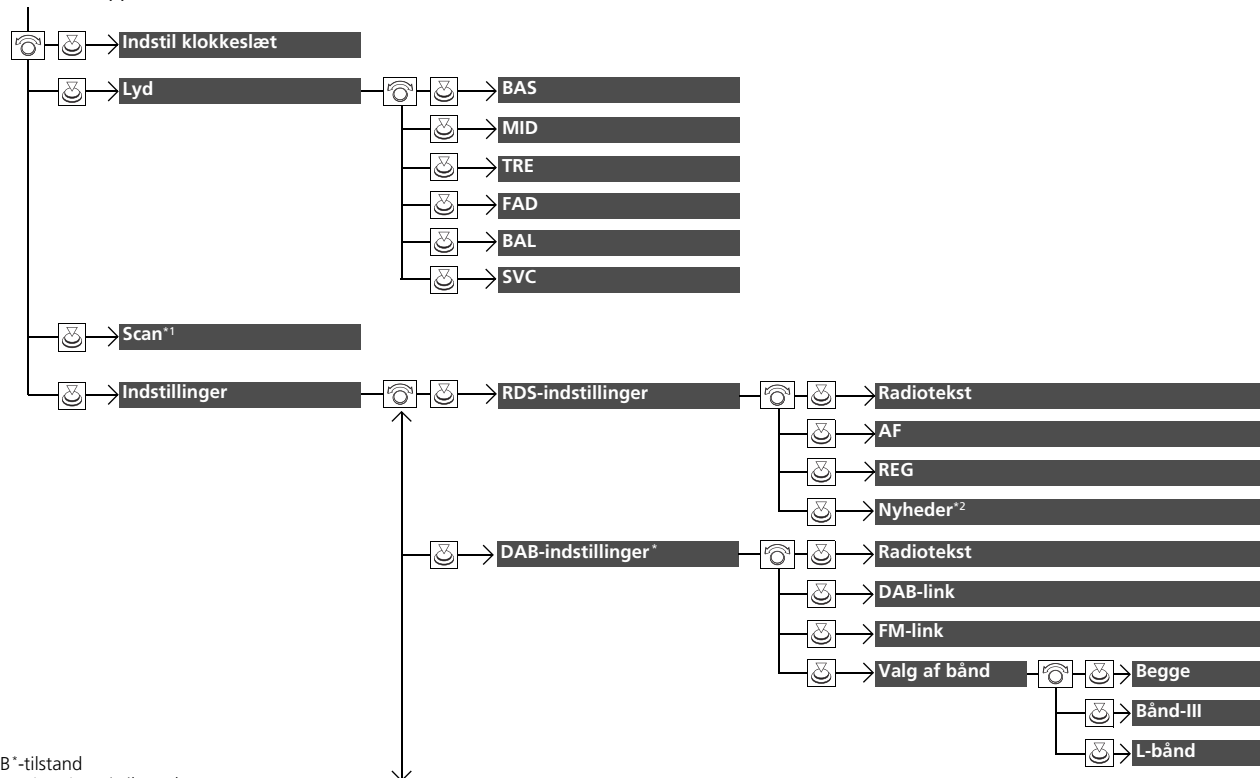 Indstil klokkeslæt
Lyd
BAS
MID
TRE
FAD
BAL
SVC
Scan*1
Indstillinger
RDS-indstillinger
Radiotekst
AF
REG
Nyheder*2
DAB-indstillinger*
Radiotekst
DAB-link
FM-link
Valg af bånd
Begge
Bånd-III
L-bånd
B*-tilstand